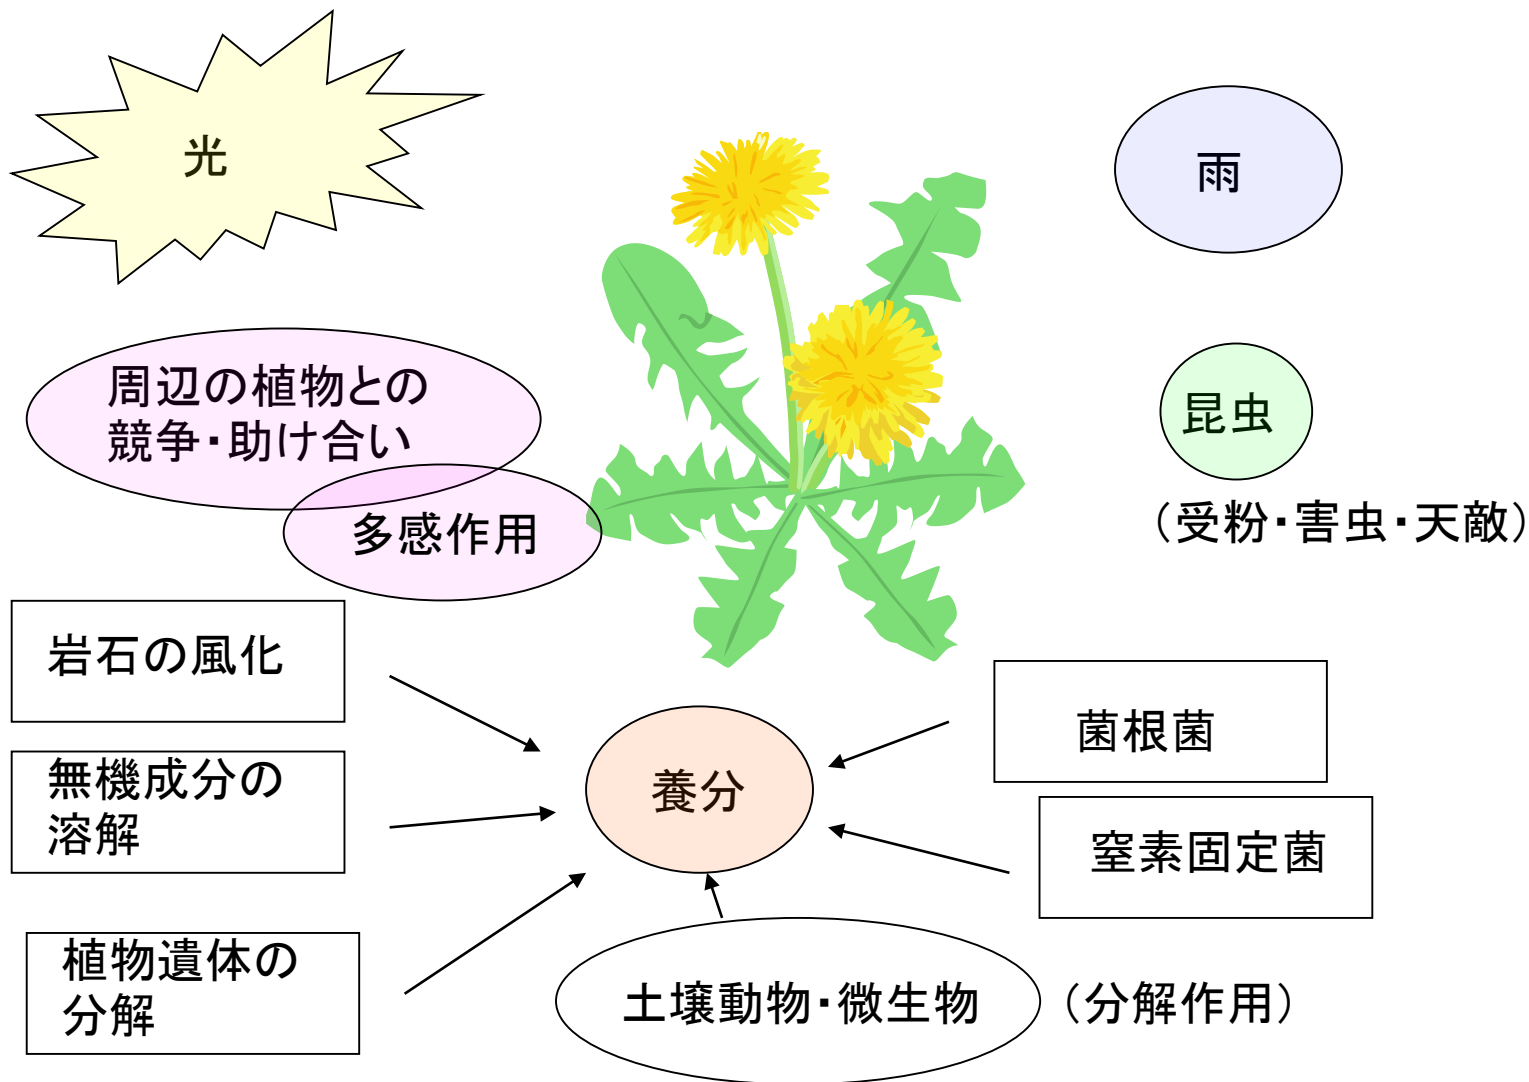 光
雨
周辺の植物との
競争・助け合い
昆虫
（受粉・害虫・天敵）
多感作用
岩石の風化
無機成分の
溶解
植物遺体の
分解
養分
菌根菌
窒素固定菌
土壌動物・微生物
（分解作用）